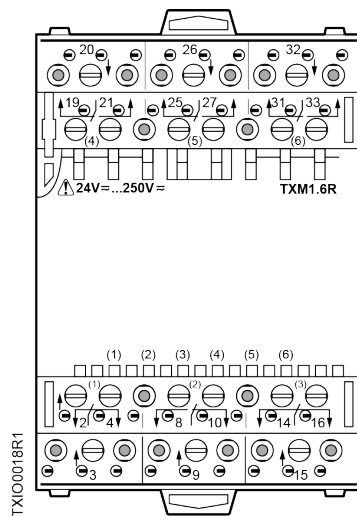 20 26 32
19 21 25 27 31 33
(4) (5) (6)
24V≂...250V≂ TXM1.6R
(1) (2) (3) (4) (5) (6)
(1) (2) (3)
2 4 8 10 14 16
3 9 15
TXIO0018R1